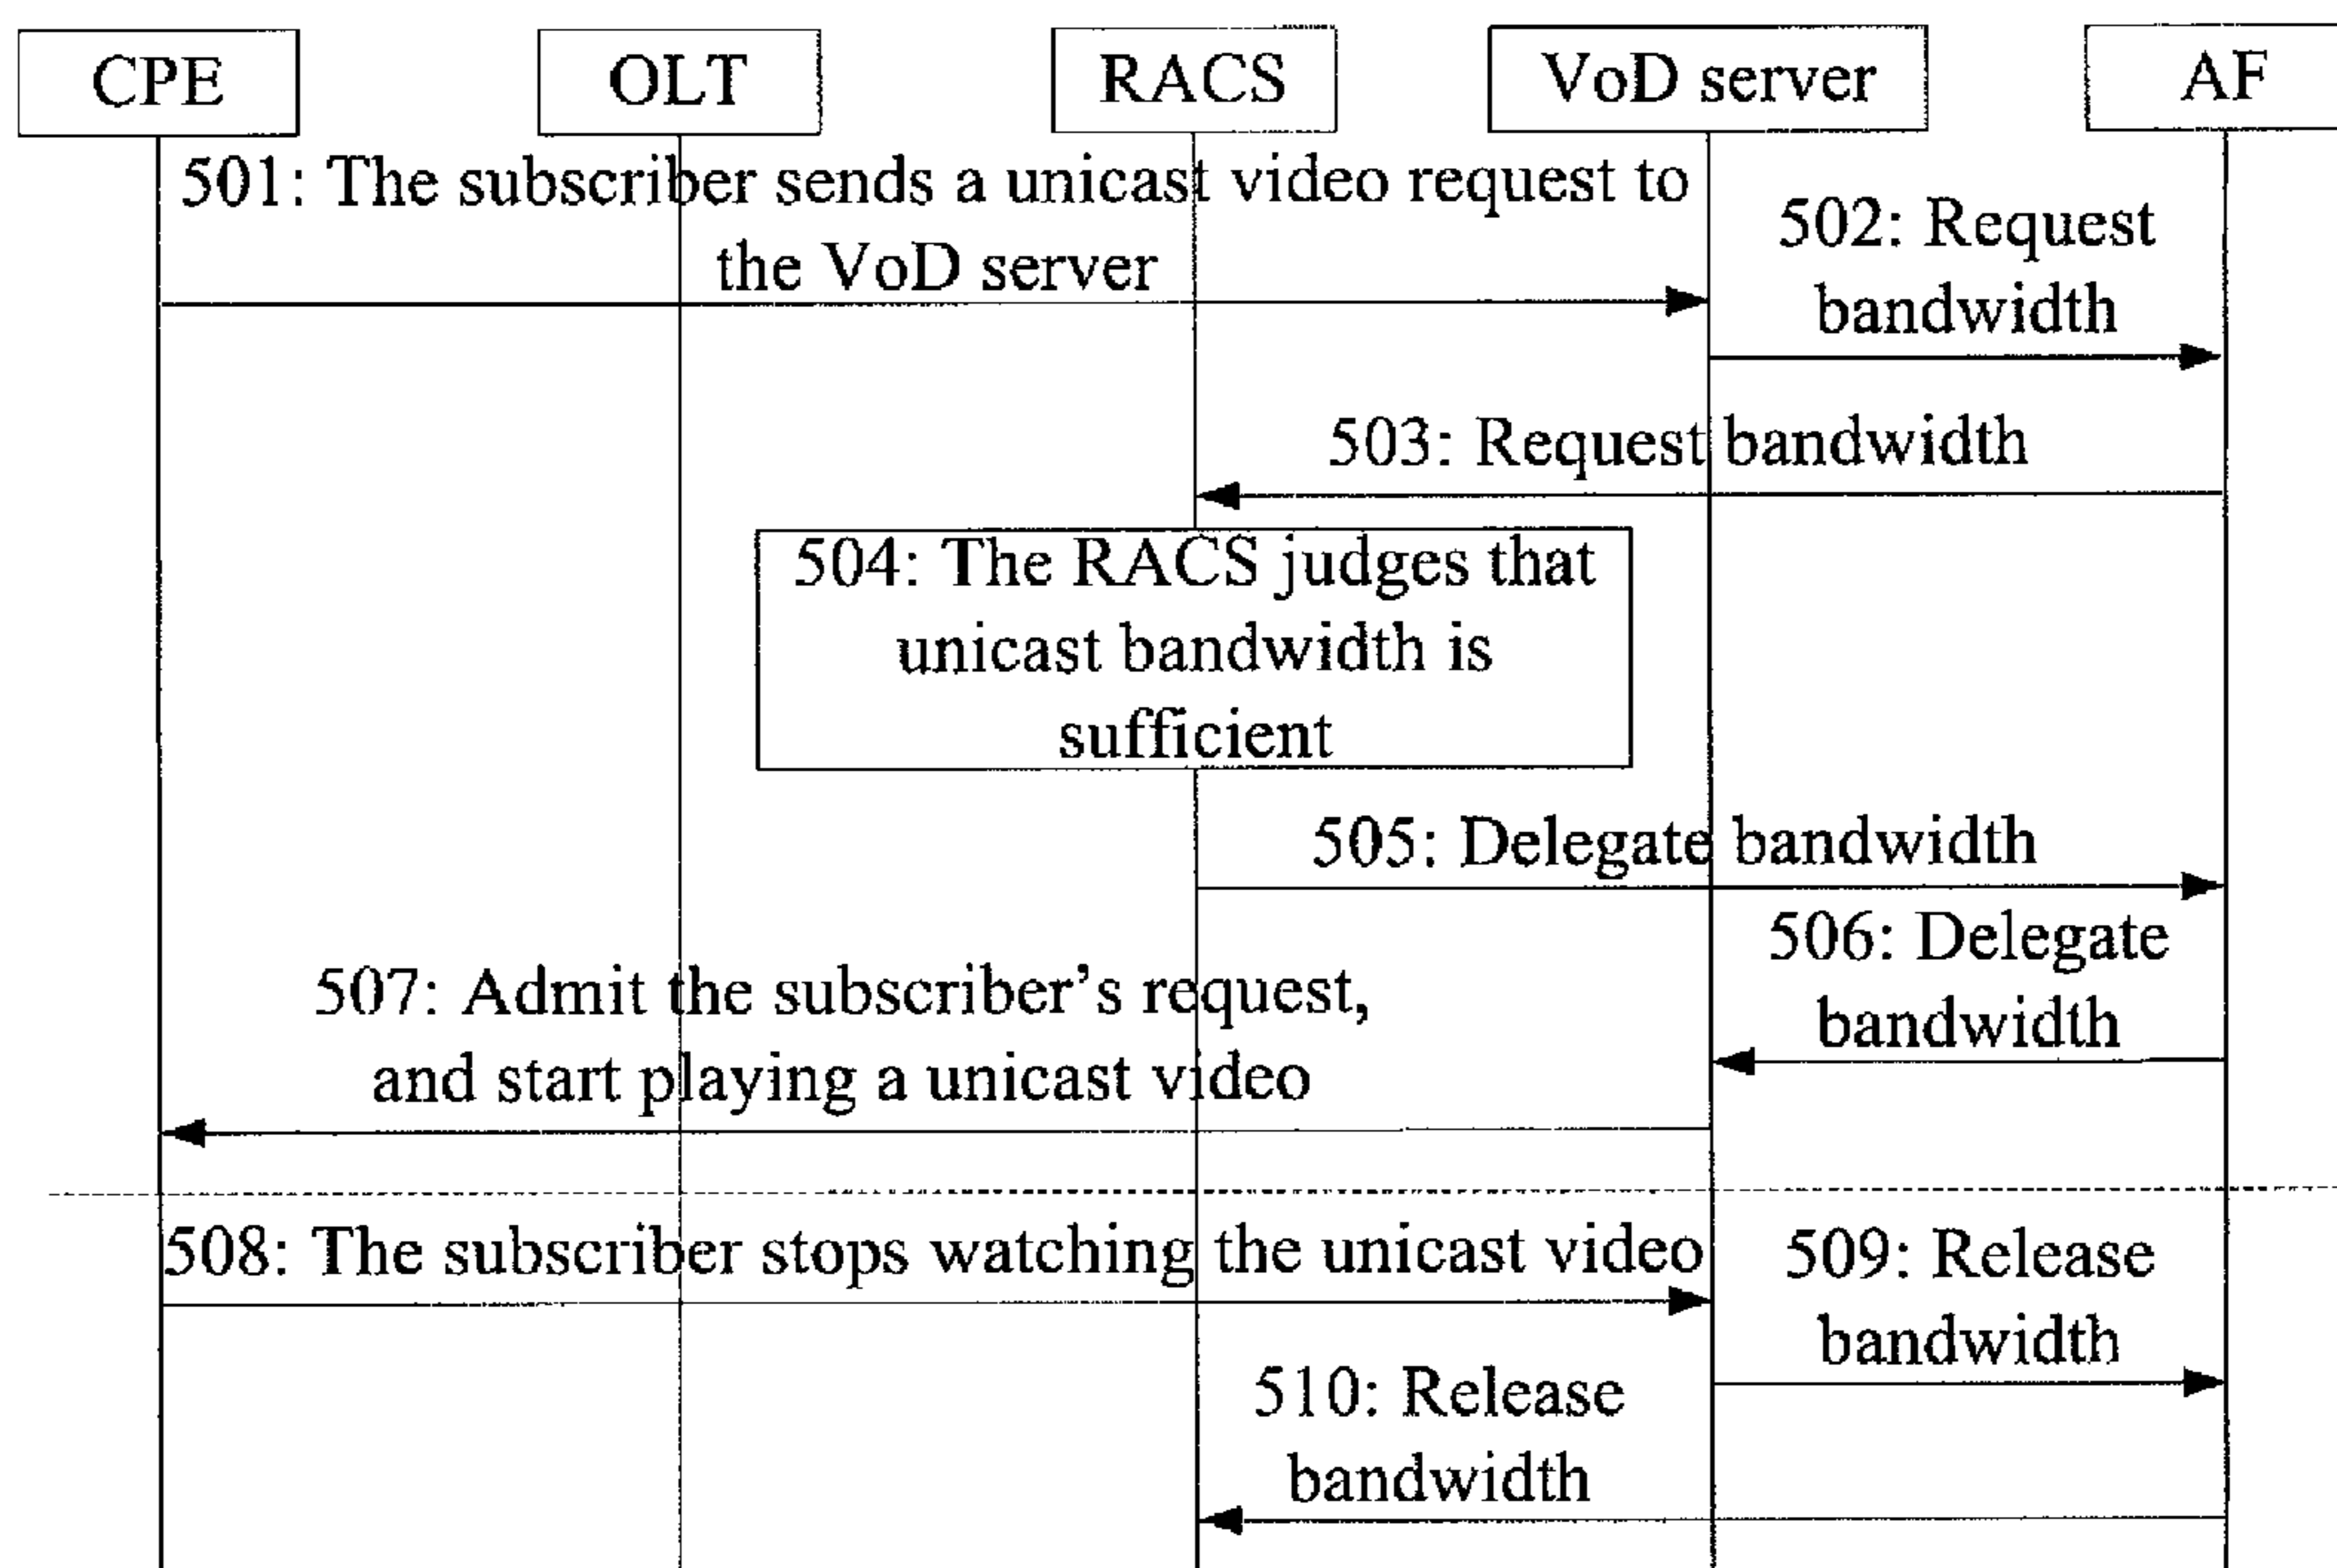 CPE
OLT
RACS
VoD server
AF
501: The subscriber sends a unicast video request to
the VoD server
502: Request
bandwidth
503: Request bandwidth
504: The RACS judges that
unicast bandwidth is
sufficient
505: Delegate bandwidth
506: Delegate
bandwidth
507: Admit the subscriber's request,
and start playing a unicast video
508: The subscriber stops watching the unicast video
509: Release
bandwidth
510: Release
bandwidth